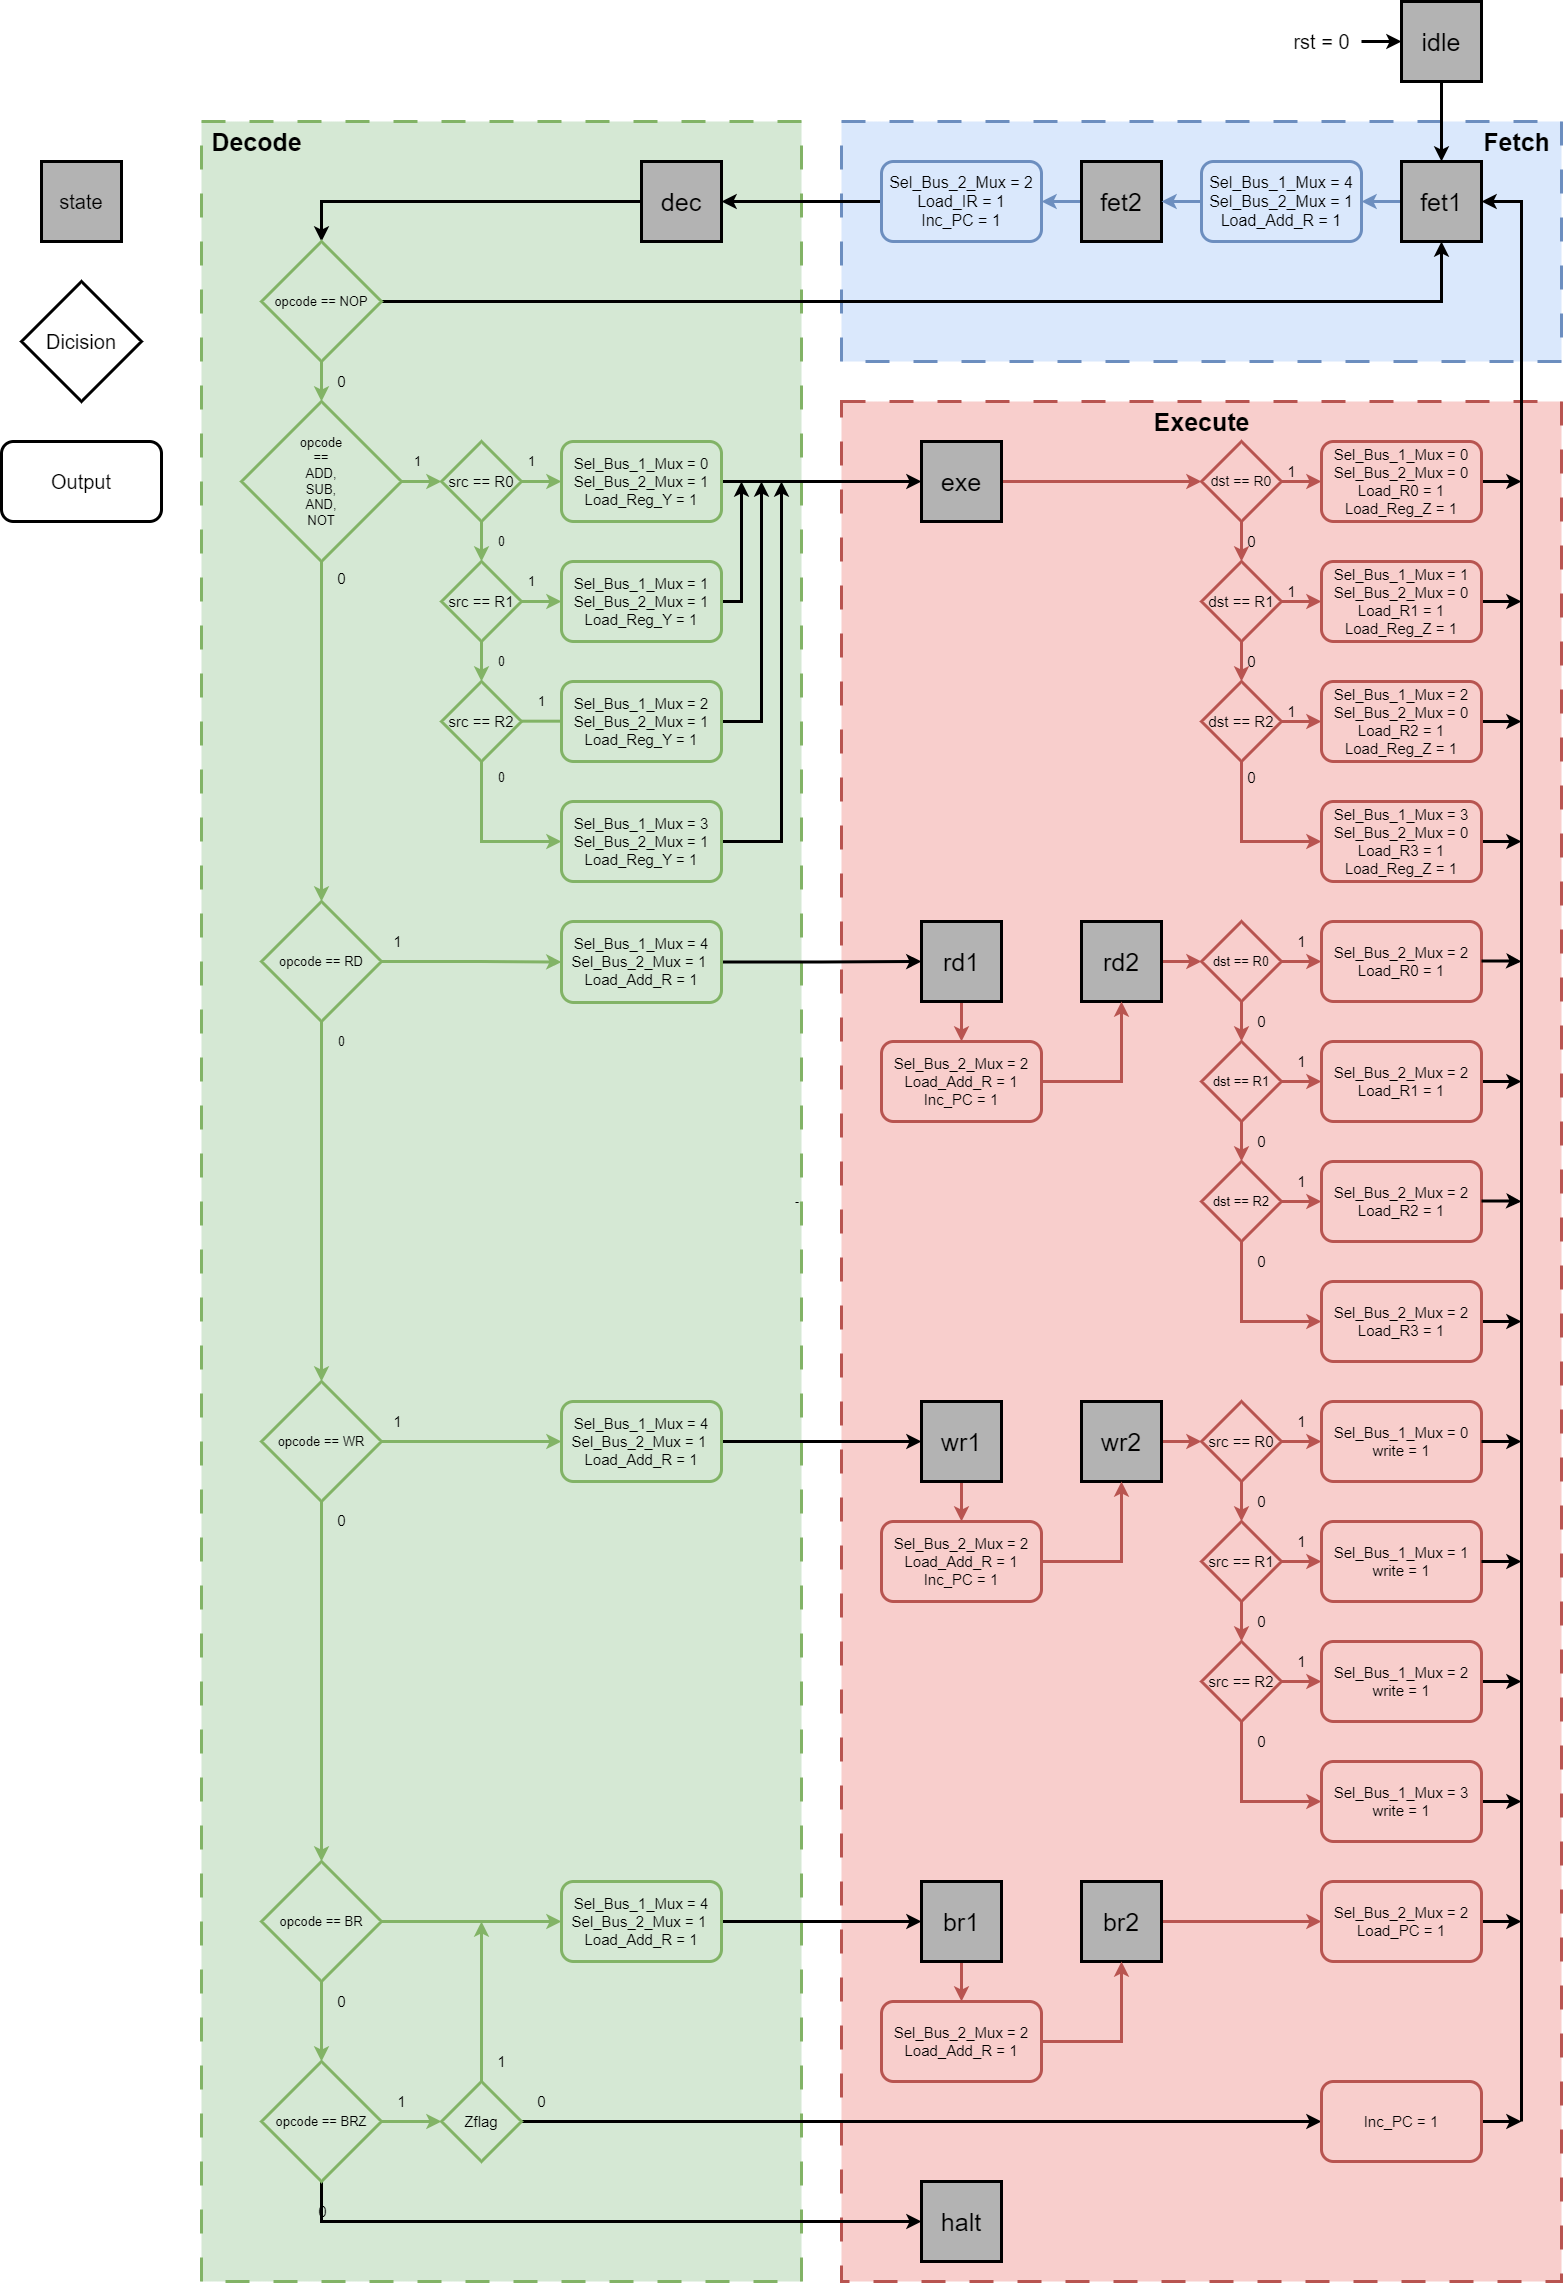 rst = 0
idle
Decode
Fetch
state
dec
Sel_Bus_2_Mux = 2
Load_IR = 1
Inc_PC = 1
fet2
Sel_Bus_1_Mux = 4
Sel_Bus_2_Mux = 1
Load_Add_R = 1
fet1
Dicision
opcode == NOP
0
Output
Execute
opcode
==
ADD,
SUB,
AND,
NOT
1
src == R0
1
Sel_Bus_1_Mux = 0
Sel_Bus_2_Mux = 1
Load_Reg_Y = 1
exe
dst == R0
1
Sel_Bus_1_Mux = 0
Sel_Bus_2_Mux = 0
Load_R0 = 1
Load_Reg_Z = 1
0
0
0
src == R1
1
Sel_Bus_1_Mux = 1
Sel_Bus_2_Mux = 1
Load_Reg_Y = 1
dst == R1
1
Sel_Bus_1_Mux = 1
Sel_Bus_2_Mux = 0
Load_R1 = 1
Load_Reg_Z = 1
0
0
src == R2
1
Sel_Bus_1_Mux = 2
Sel_Bus_2_Mux = 1
Load_Reg_Y = 1
dst == R2
1
Sel_Bus_1_Mux = 2
Sel_Bus_2_Mux = 0
Load_R2 = 1
Load_Reg_Z = 1
0
0
Sel_Bus_1_Mux = 3
Sel_Bus_2_Mux = 1
Load_Reg_Y = 1
Sel_Bus_1_Mux = 3
Sel_Bus_2_Mux = 0
Load_R3 = 1
Load_Reg_Z = 1
opcode == RD
1
Sel_Bus_1_Mux = 4
Sel_Bus_2_Mux = 1
Load_Add_R = 1
rd1
rd2
dst == R0
1
Sel_Bus_2_Mux = 2
Load_R0 = 1
0
0
Sel_Bus_2_Mux = 2
Load_Add_R = 1
Inc_PC = 1
dst == R1
1
Sel_Bus_2_Mux = 2
Load_R1 = 1
0
-
dst == R2
1
Sel_Bus_2_Mux = 2
Load_R2 = 1
0
Sel_Bus_2_Mux = 2
Load_R3 = 1
opcode == WR
1
Sel_Bus_1_Mux = 4
Sel_Bus_2_Mux = 1
Load_Add_R = 1
wr1
wr2
src == R0
1
Sel_Bus_1_Mux = 0
write = 1
0
0
Sel_Bus_2_Mux = 2
Load_Add_R = 1
Inc_PC = 1
src == R1
1
Sel_Bus_1_Mux = 1
write = 1
0
src == R2
1
Sel_Bus_1_Mux = 2
write = 1
0
Sel_Bus_1_Mux = 3
write = 1
opcode == BR
Sel_Bus_1_Mux = 4
Sel_Bus_2_Mux = 1
Load_Add_R = 1
br1
br2
Sel_Bus_2_Mux = 2
Load_PC = 1
0
Sel_Bus_2_Mux = 2
Load_Add_R = 1
1
opcode == BRZ
1
Zflag
0
Inc_PC = 1
0
halt